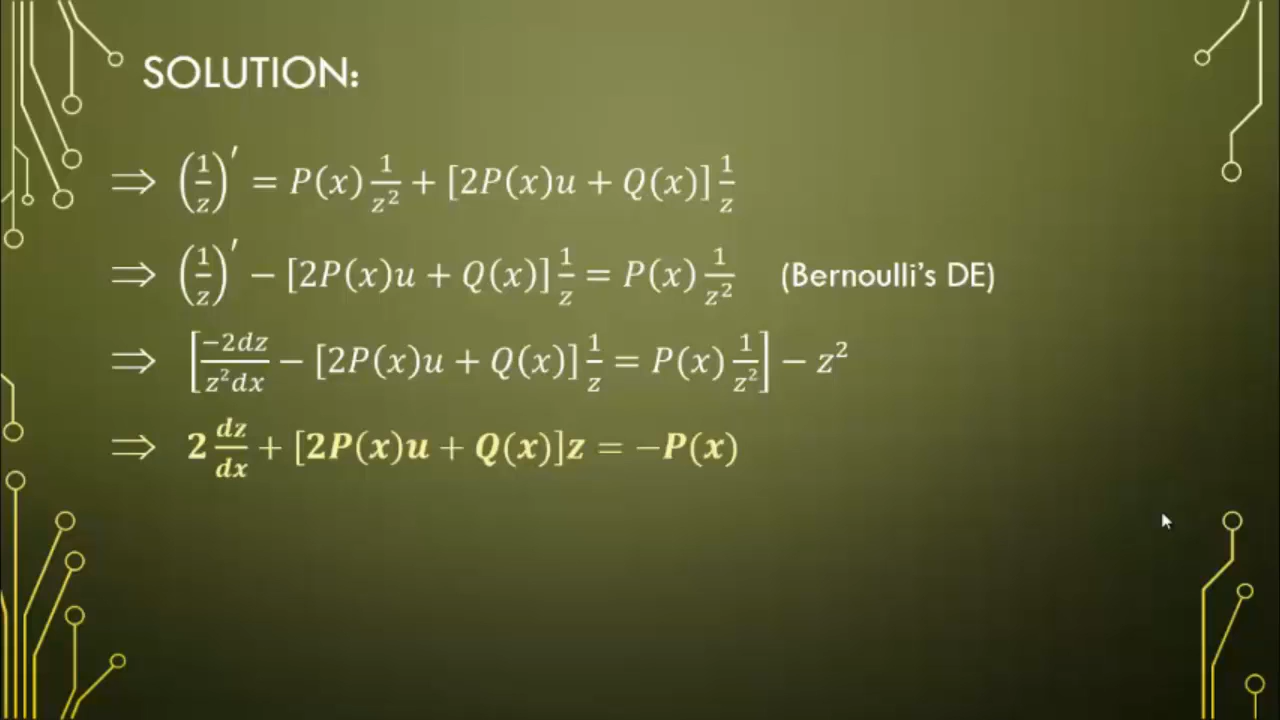 SOLUTION:
⟹ (1/z)′ = P(x) 1/z² + [2P(x)u + Q(x)] 1/z
⟹ (1/z)′ − [2P(x)u + Q(x)] 1/z = P(x) 1/z² (Bernoulli's DE)
⟹ [−2dz/z²dx − [2P(x)u + Q(x)] 1/z = P(x) 1/z²] − z²
⟹ 2 dz/dx + [2P(x)u + Q(x)]z = −P(x)